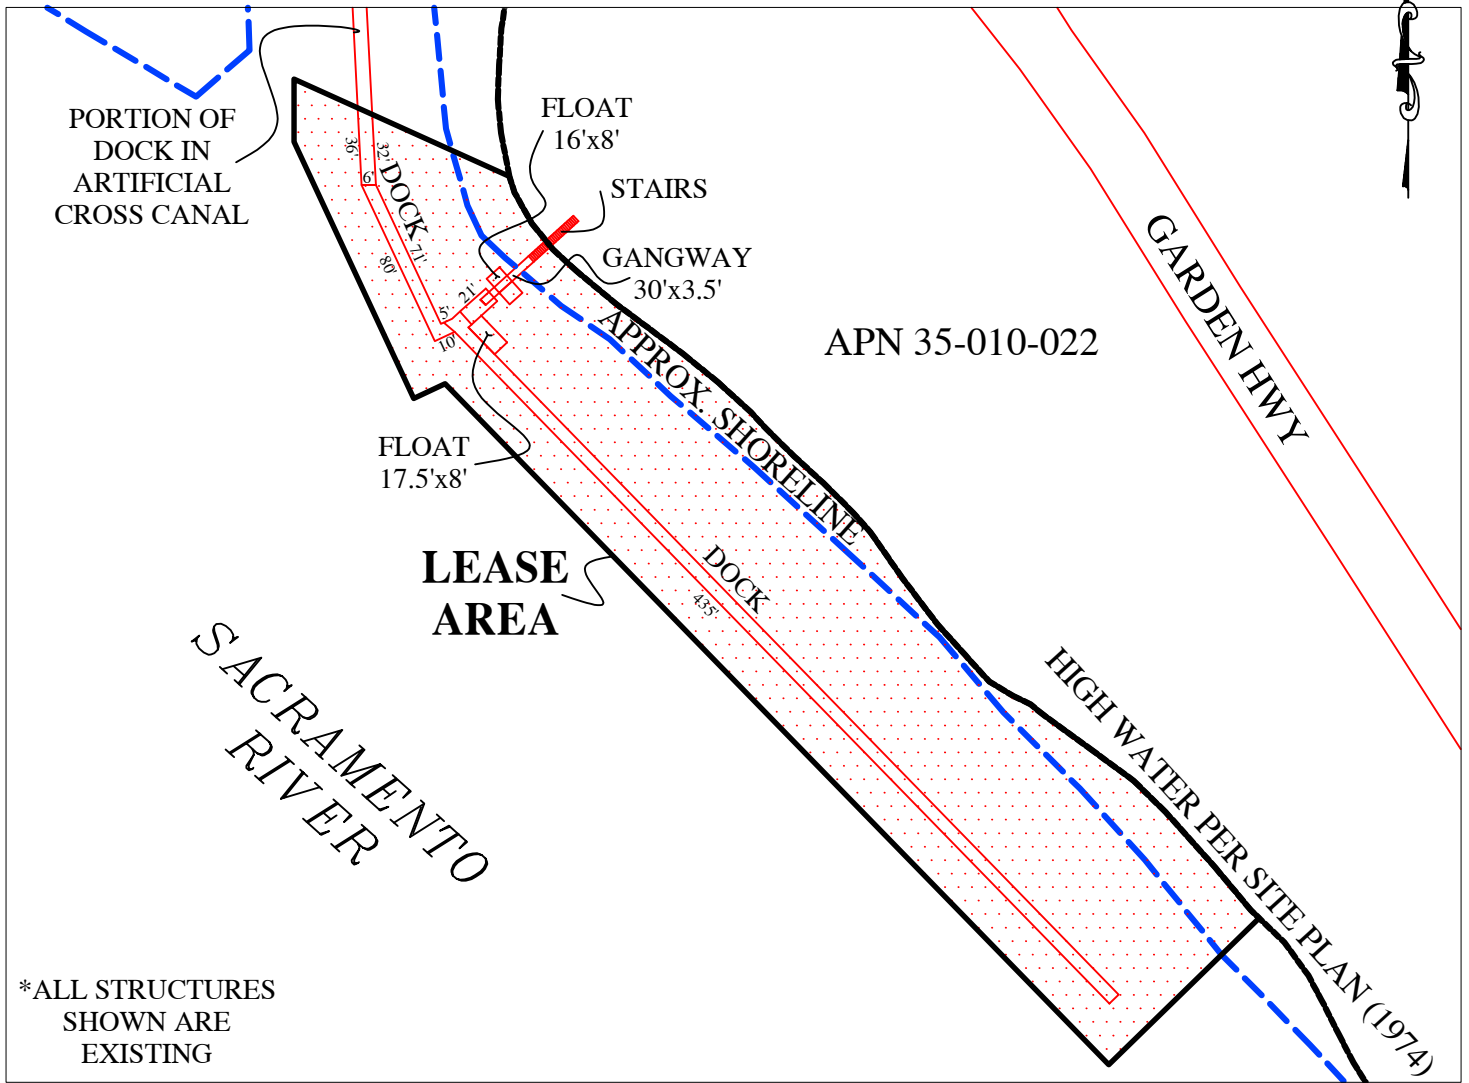 PORTION OF
DOCK IN
ARTIFICIAL
CROSS CANAL
FLOAT
16'x8'
STAIRS
GANGWAY
30'x3.5'
36'
32'
6'
DOCK
71'
80'
21'
5'
10'
FLOAT
17.5'x8'
APPROX. SHORELINE
APN 35-010-022
GARDEN HWY
LEASE
AREA
DOCK
435'
SACRAMENTO
RIVER
HIGH WATER PER SITE PLAN (1974)
*ALL STRUCTURES
SHOWN ARE
EXISTING